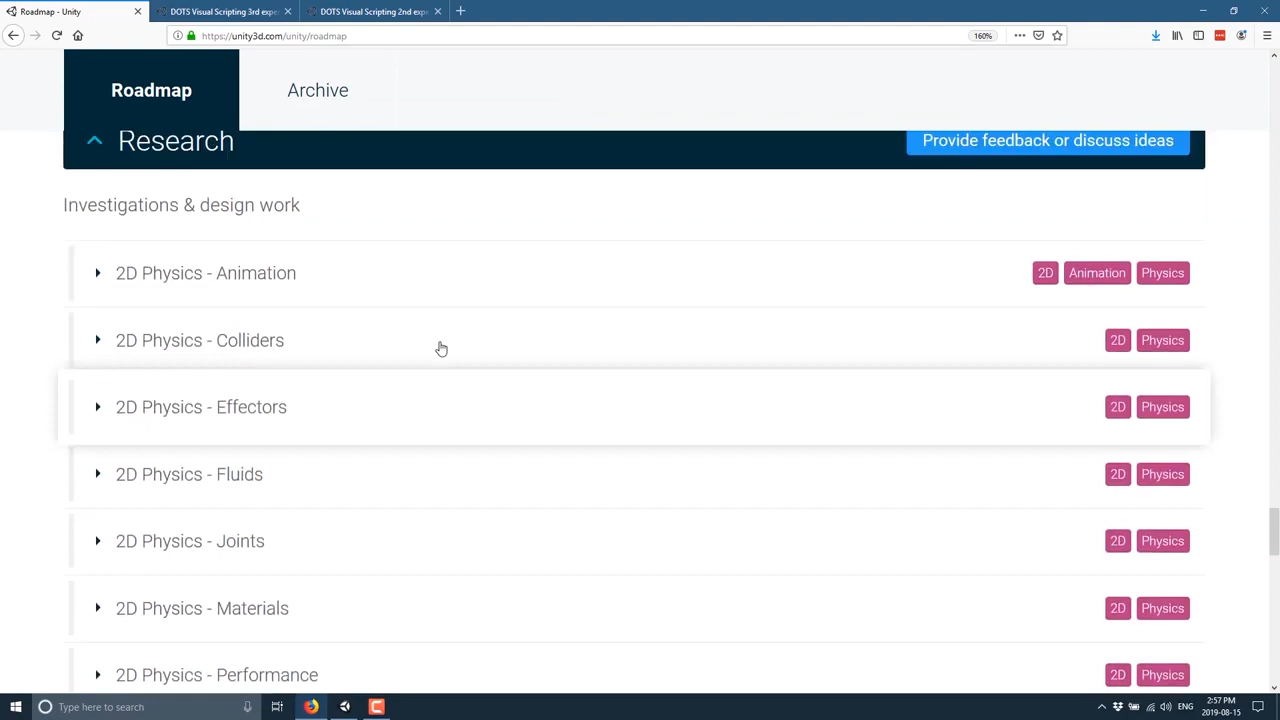 Roadmap - Unity
DOTS Visual Scripting 3rd expe
DOTS Visual Scripting 2nd expe
https://unity3d.com/unity/roadmap
160%
Roadmap
Archive
Research
Provide feedback or discuss ideas
Investigations & design work
2D Physics - Animation
2D Animation Physics
2D Physics - Colliders
2D Physics
2D Physics - Effectors
2D Physics
2D Physics - Fluids
2D Physics
2D Physics - Joints
2D Physics
2D Physics - Materials
2D Physics
2D Physics - Performance
2D Physics
Type here to search
ENG
2:57 PM
2019-08-15